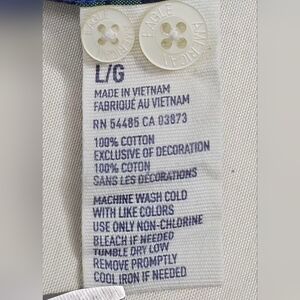 EAGLE
L/G
MADE IN VIETNAM
FABRIQUÉ AU VIETNAM
RN 54485 CA 03873
100% COTTON
EXCLUSIVE OF DECORATION
100% COTON
SANS LES DÉCORATIONS
MACHINE WASH COLD
WITH LIKE COLORS
USE ONLY NON-CHLORINE
BLEACH IF NEEDED
TUMBLE DRY LOW
REMOVE PROMPTLY
COOL IRON IF NEEDED